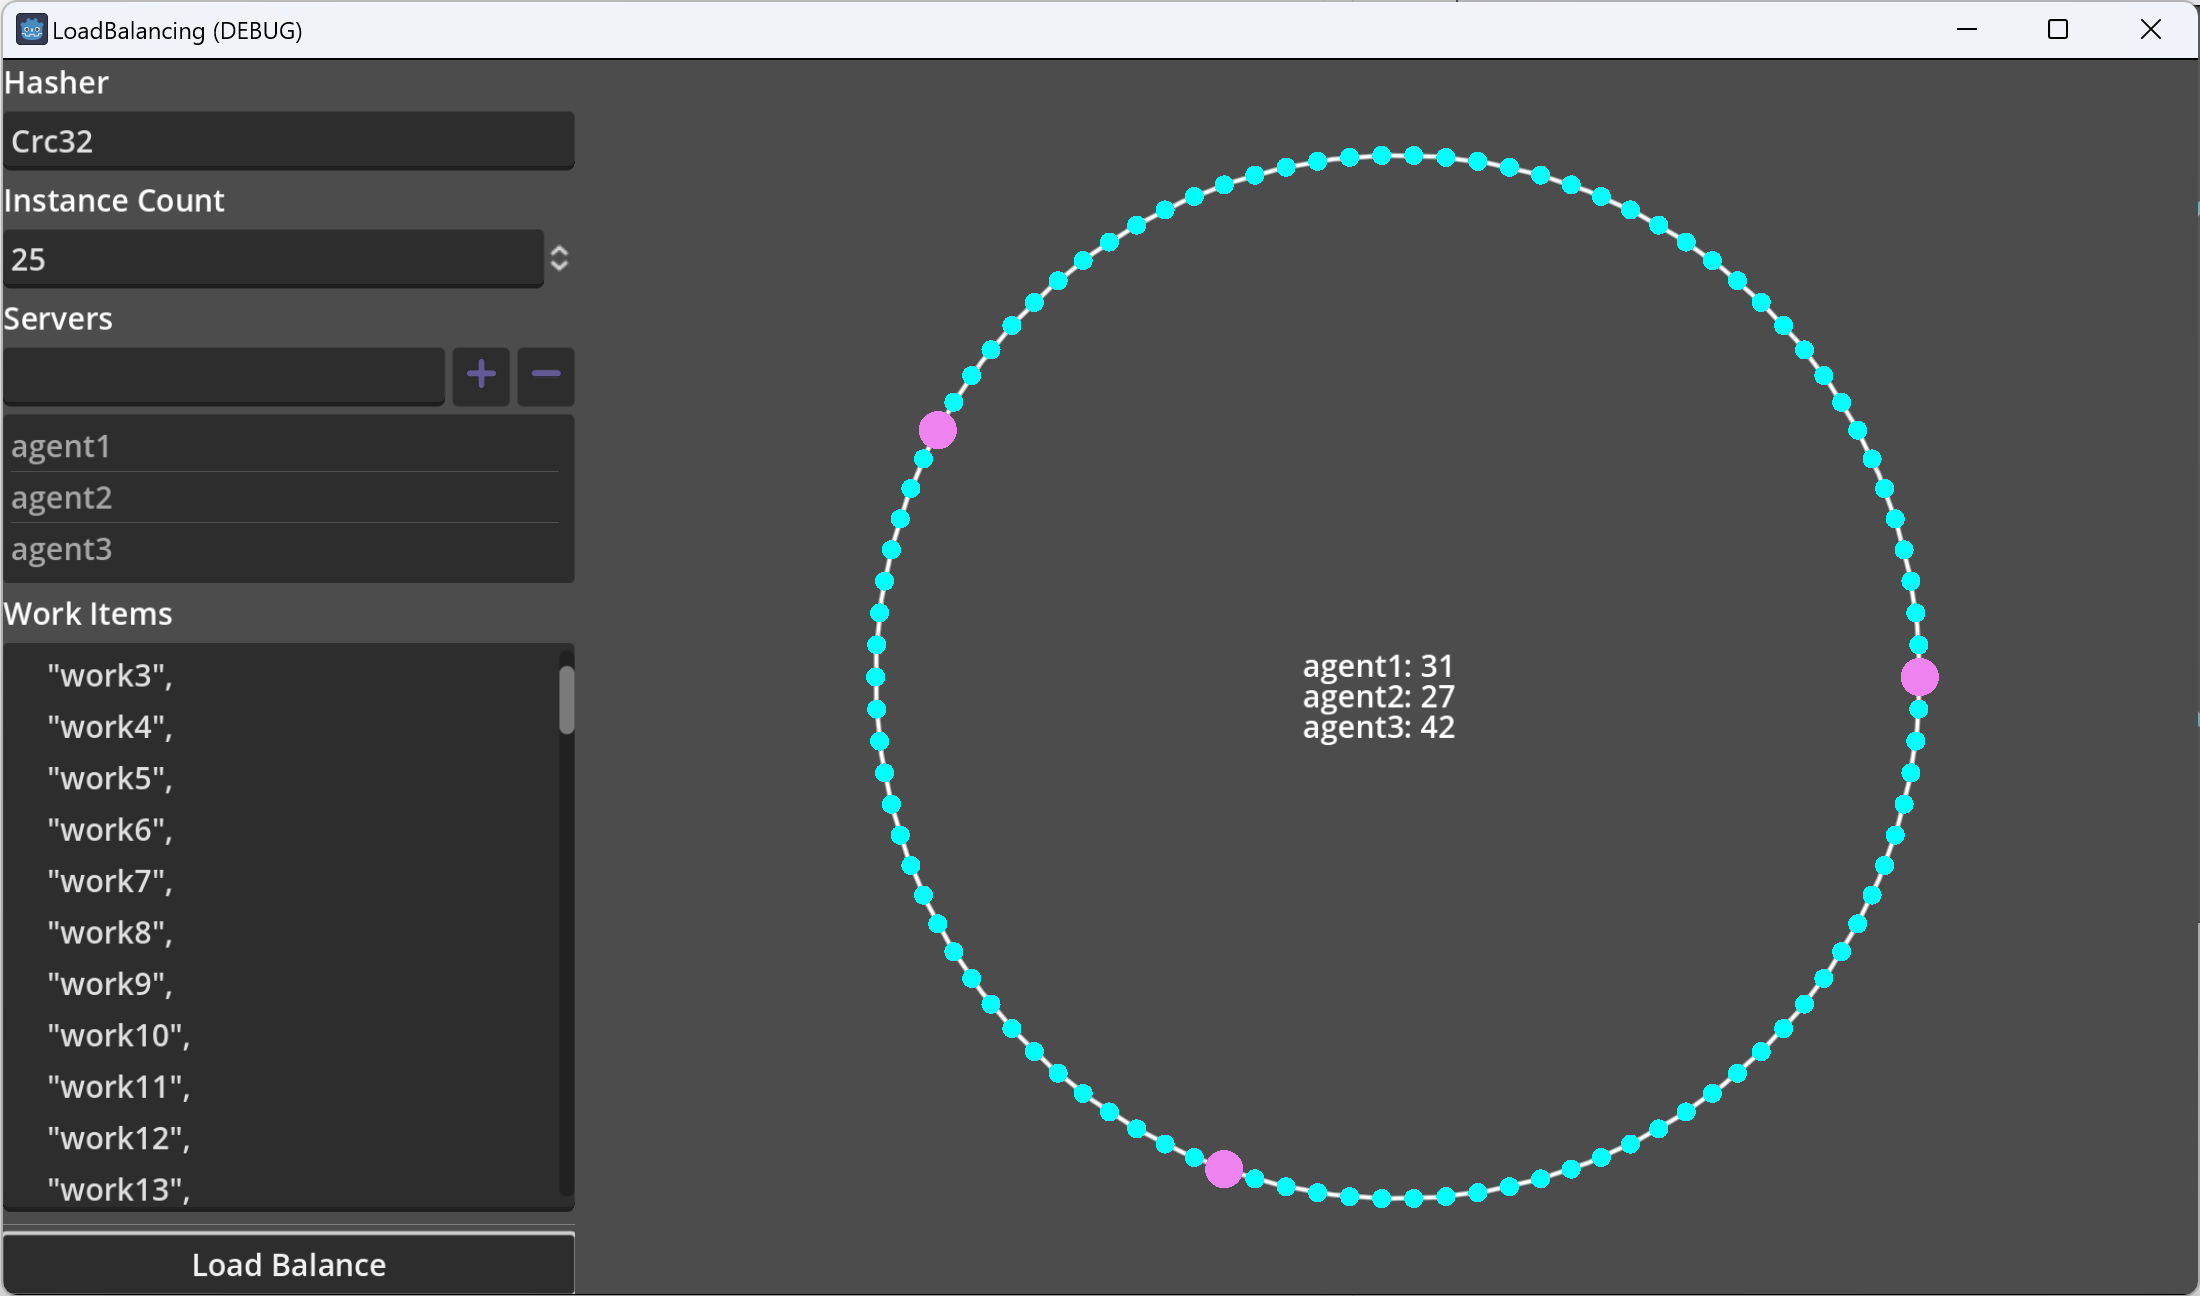 LoadBalancing (DEBUG)
Hasher
Crc32
Instance Count
25
Servers
agent1
agent2
agent3
Work Items
"work3",
"work4",
"work5",
"work6",
"work7",
"work8",
"work9",
"work10",
"work11",
"work12",
"work13",
Load Balance
agent1: 31
agent2: 27
agent3: 42